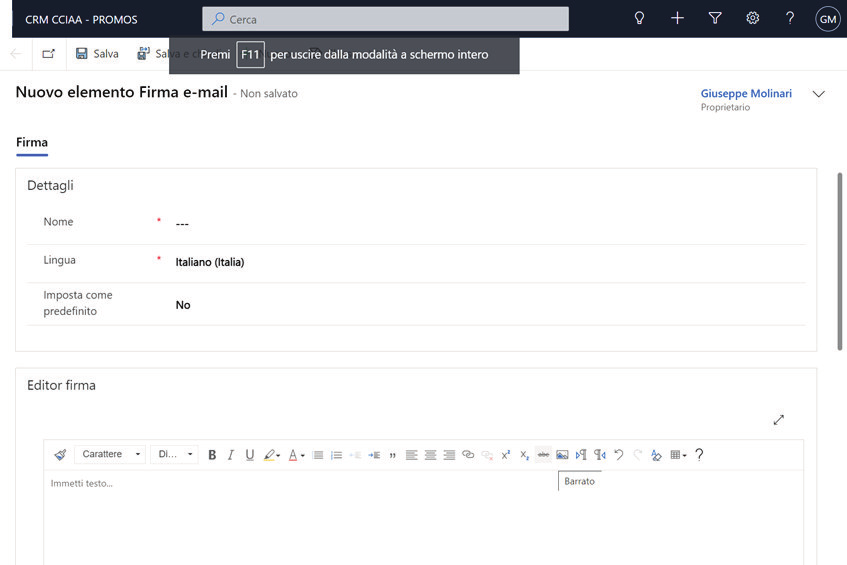 CRM CCIAA - PROMOS
Cerca
?
GM
Salva
Salva e c
Premi F11 per uscire dalla modalità a schermo intero
Nuovo elemento Firma e-mail - Non salvato
Giuseppe Molinari
Proprietario
Firma
Dettagli
Nome * ---
Lingua * Italiano (Italia)
Imposta come
predefinito
No
Editor firma
Carattere
Di...
B I U A abc ?
Barrato
Immetti testo...